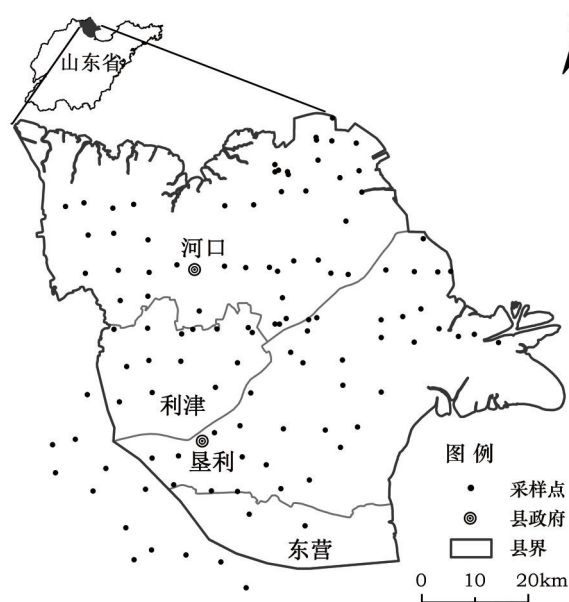 山东省
河口
利津
垦利
东营
图 例
采样点
县政府
县界
0 10 20km